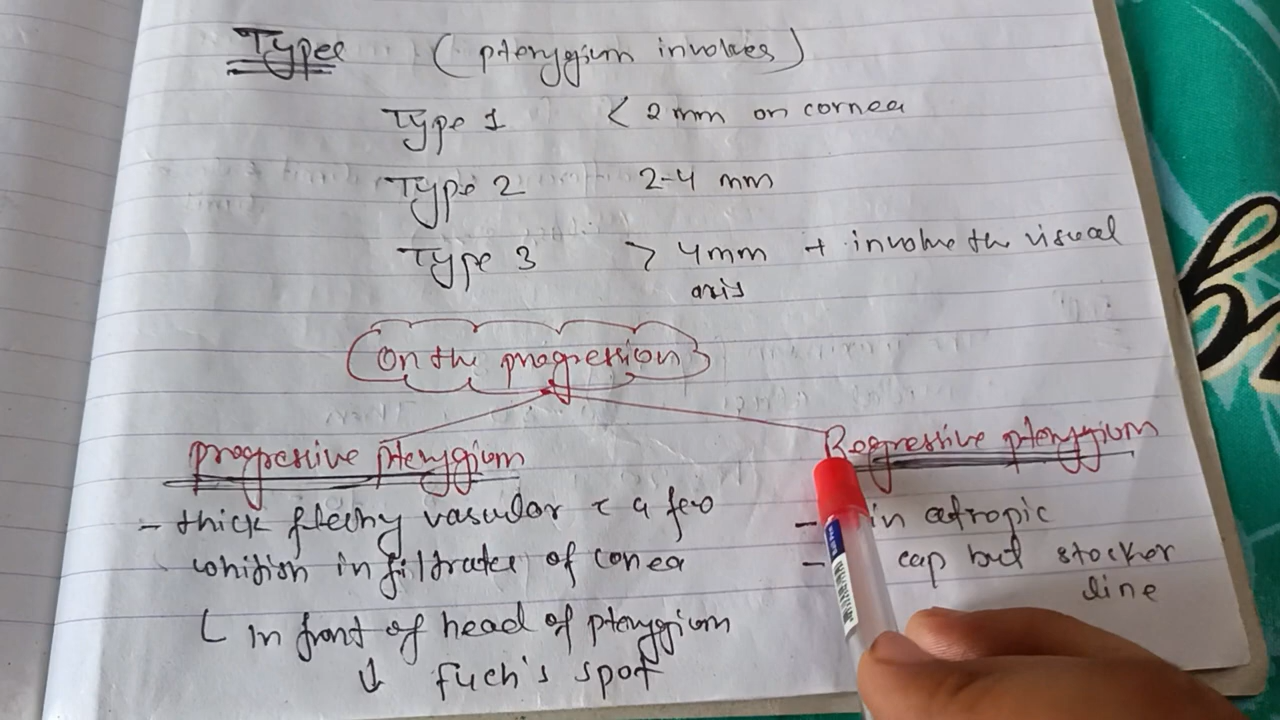 Types (pterygium involves)
Type 1 < 2 mm on cornea
Type 2 2-4 mm
Type 3 > 4mm + involve the visual
axis
On the progression
progressive pterygium
Regressive pterygium
- thick fleshy vascular c a few
whitish infiltrates of conea
( In front of head of pterygium
↓ Fuch's spot
- in atropic
- cap but stocker
line